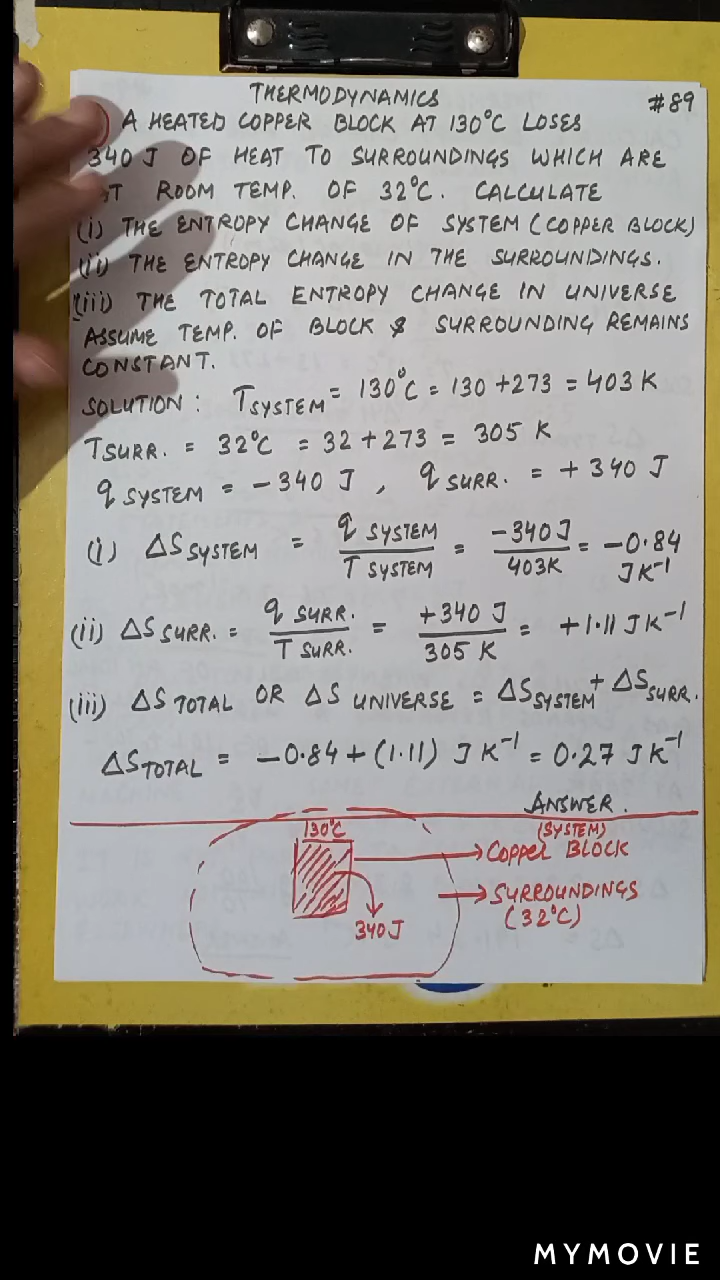 THERMODYNAMICS #89
A HEATED COPPER BLOCK AT 130°C LOSES
340 J OF HEAT TO SURROUNDINGS WHICH ARE
AT ROOM TEMP. OF 32°C. CALCULATE
(i) THE ENTROPY CHANGE OF SYSTEM (COPPER BLOCK)
(ii) THE ENTROPY CHANGE IN THE SURROUNDINGS.
(iii) THE TOTAL ENTROPY CHANGE IN UNIVERSE
ASSUME TEMP. OF BLOCK & SURROUNDING REMAINS
CONSTANT.
SOLUTION : T SYSTEM = 130°C = 130 + 273 = 403 K
T SURR. = 32°C = 32 + 273 = 305 K
q SYSTEM = - 340 J , q SURR. = + 340 J
(i) ΔS SYSTEM = q SYSTEM / T SYSTEM = -340 J / 403K = -0.84 JK⁻¹
(ii) ΔS SURR. = q SURR. / T SURR. = +340 J / 305 K = +1.11 JK⁻¹
(iii) ΔS TOTAL OR ΔS UNIVERSE = ΔS SYSTEM + ΔS SURR.
ΔS TOTAL = -0.84 + (1.11) JK⁻¹ = 0.27 JK⁻¹
ANSWER.
130°C (SYSTEM)
COPPER BLOCK
SURROUNDINGS
(32°C)
340 J
MYMOVIE